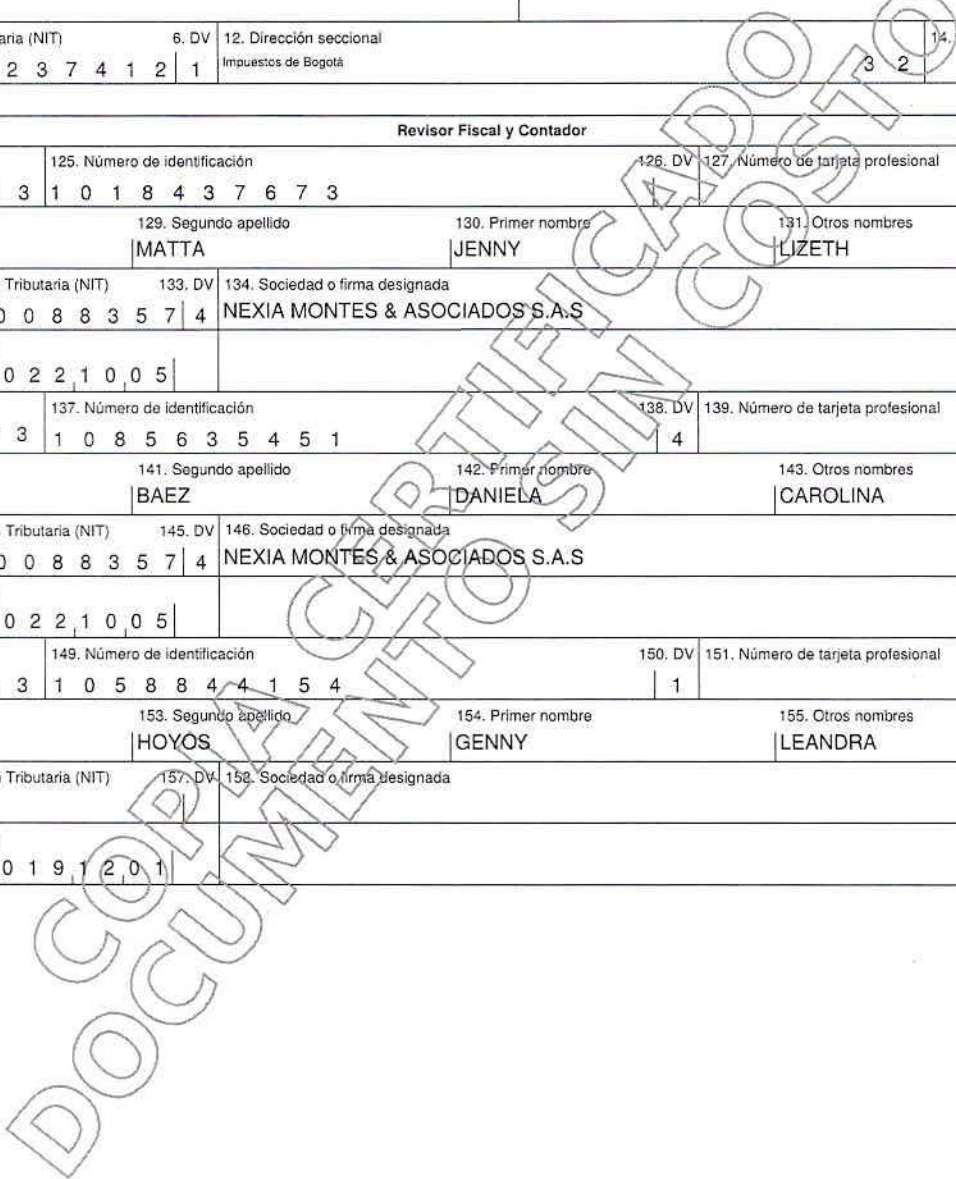 aria (NIT) 6. DV 12. Dirección seccional 14.
2 3 7 4 1 2 1 Impuestos de Bogotá 3 2
Revisor Fiscal y Contador
125. Número de identificación 126. DV 127. Número de tarjeta profesional
3 1 0 1 8 4 3 7 6 7 3
129. Segundo apellido 130. Primer nombre 131. Otros nombres
MATTA JENNY LIZETH
Tributaria (NIT) 133. DV 134. Sociedad o firma designada
0 0 8 8 3 5 7 4 NEXIA MONTES & ASOCIADOS S.A.S
0 2 2 1 0 0 5
137. Número de identificación 138. DV 139. Número de tarjeta profesional
3 1 0 8 5 6 3 5 4 5 1 4
141. Segundo apellido 142. Primer nombre 143. Otros nombres
BAEZ DANIELA CAROLINA
Tributaria (NIT) 145. DV 146. Sociedad o firma designada
0 0 8 8 3 5 7 4 NEXIA MONTES & ASOCIADOS S.A.S
0 2 2 1 0 0 5
149. Número de identificación 150. DV 151. Número de tarjeta profesional
3 1 0 5 8 8 4 4 1 5 4 1
153. Segundo apellido 154. Primer nombre 155. Otros nombres
HOYOS GENNY LEANDRA
Tributaria (NIT) 157. DV 158. Sociedad o firma designada
0 1 9 1 2 0 1
COPIA CERTIFICADO
DOCUMENTO SIN COSTO